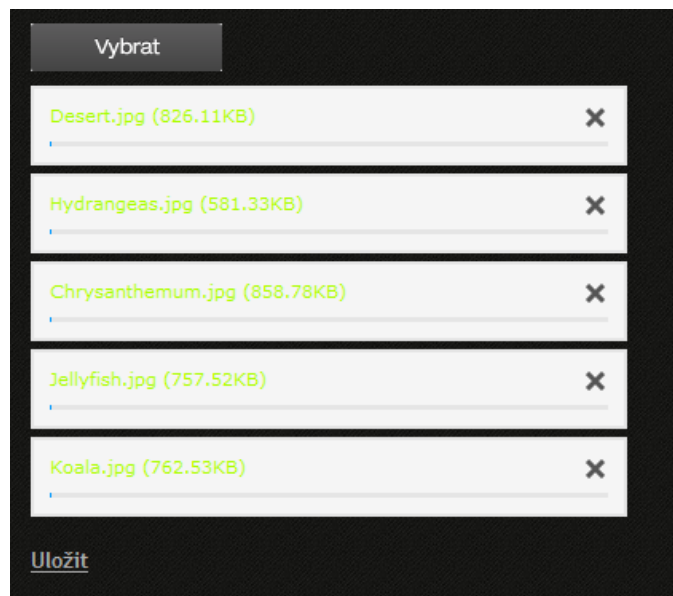 Vybrat
Desert.jpg (826.11KB)
Hydrangeas.jpg (581.33KB)
Chrysanthemum.jpg (858.78KB)
Jellyfish.jpg (757.52KB)
Koala.jpg (762.53KB)
Uložit